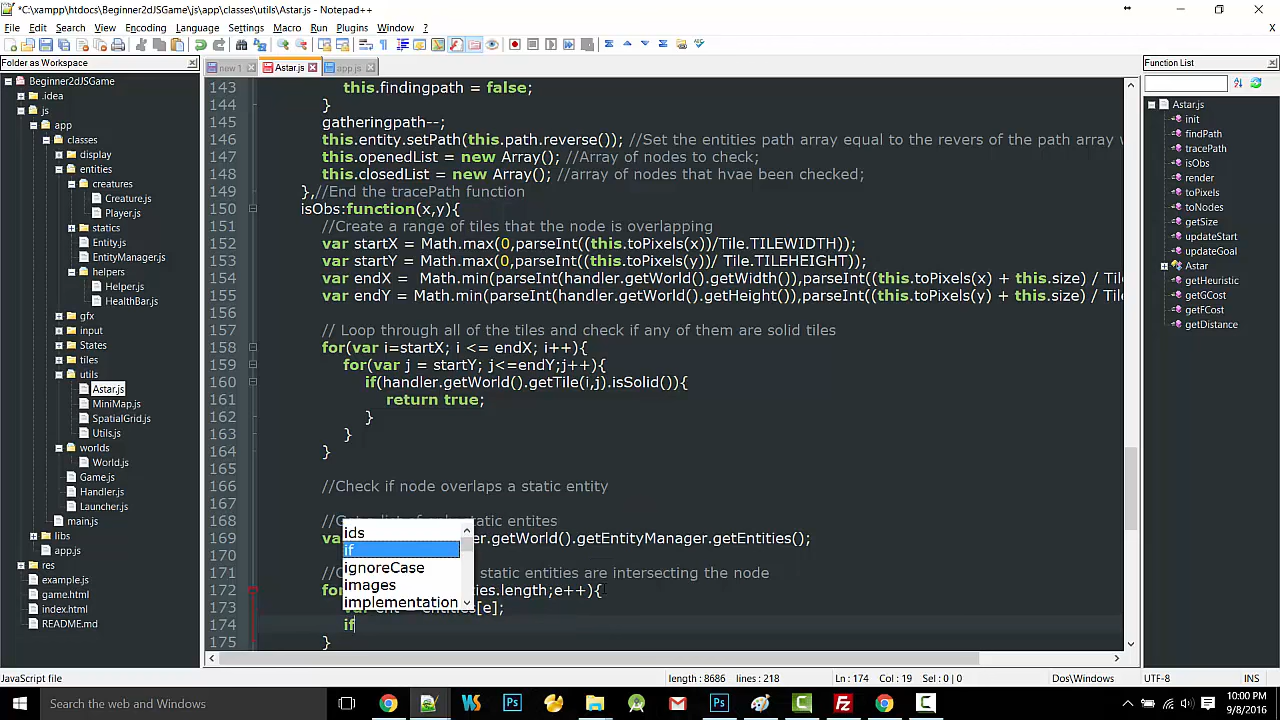 *C:\xampp\htdocs\Beginner2dJSGame\js\app\classes\utils\Astar.js - Notepad++
File Edit Search View Encoding Language Settings Macro Run Plugins Window ?
X
Folder as Workspace
new 1 Astar.js app.js
Function List
Beginner2dJSGame
.idea
js
app
classes
display
entities
creatures
Creature.js
Player.js
statics
Entity.js
EntityManager.js
helpers
Helper.js
HealthBar.js
gfx
input
States
tiles
utils
Astar.js
MiniMap.js
SpatialGrid.js
Utils.js
worlds
World.js
Game.js
Handler.js
Launcher.js
main.js
libs
app.js
res
example.js
game.html
index.html
README.md
143 this.findingpath = false;
144 }
145 gatheringpath--;
146 this.entity.setPath(this.path.reverse()); //Set the entities path array equal to the revers of the path array
147 this.openedList = new Array(); //Array of nodes to check;
148 this.closedList = new Array(); //array of nodes that hvae been checked;
149 },//End the tracePath function
150 isObs:function(x,y){
151 //Create a range of tiles that the node is overlapping
152 var startX = Math.max(0,parseInt((this.toPixels(x))/Tile.TILEWIDTH));
153 var startY = Math.max(0,parseInt((this.toPixels(y))/ Tile.TILEHEIGHT));
154 var endX = Math.min(parseInt(handler.getWorld().getWidth()),parseInt((this.toPixels(x) + this.size) / Tile
155 var endY = Math.min(parseInt(handler.getWorld().getHeight()),parseInt((this.toPixels(y) + this.size) / Tile
156
157 // Loop through all of the tiles and check if any of them are solid tiles
158 for(var i=startX; i <= endX; i++){
159 for(var j = startY; j<=endY;j++){
160 if(handler.getWorld().getTile(i,j).isSolid()){
161 return true;
162 }
163 }
164 }
165
166 //Check if node overlaps a static entity
167
168 static entites
169 .getWorld().getEntityManager.getEntities();
170
171 static entities are intersecting the node
172 for .length;e++){
173 [e];
174 if
175 }
ids
if
ignoreCase
images
implementation
Astar.js
init
findPath
tracePath
isObs
render
toPixels
toNodes
getSize
updateStart
updateGoal
Astar
getHeuristic
getGCost
getFCost
getDistance
JavaScript file length : 8686 lines : 218 Ln : 174 Col : 19 Sel : 0 | 0 Dos\Windows UTF-8 INS
Search the web and Windows
10:00 PM
9/8/2016